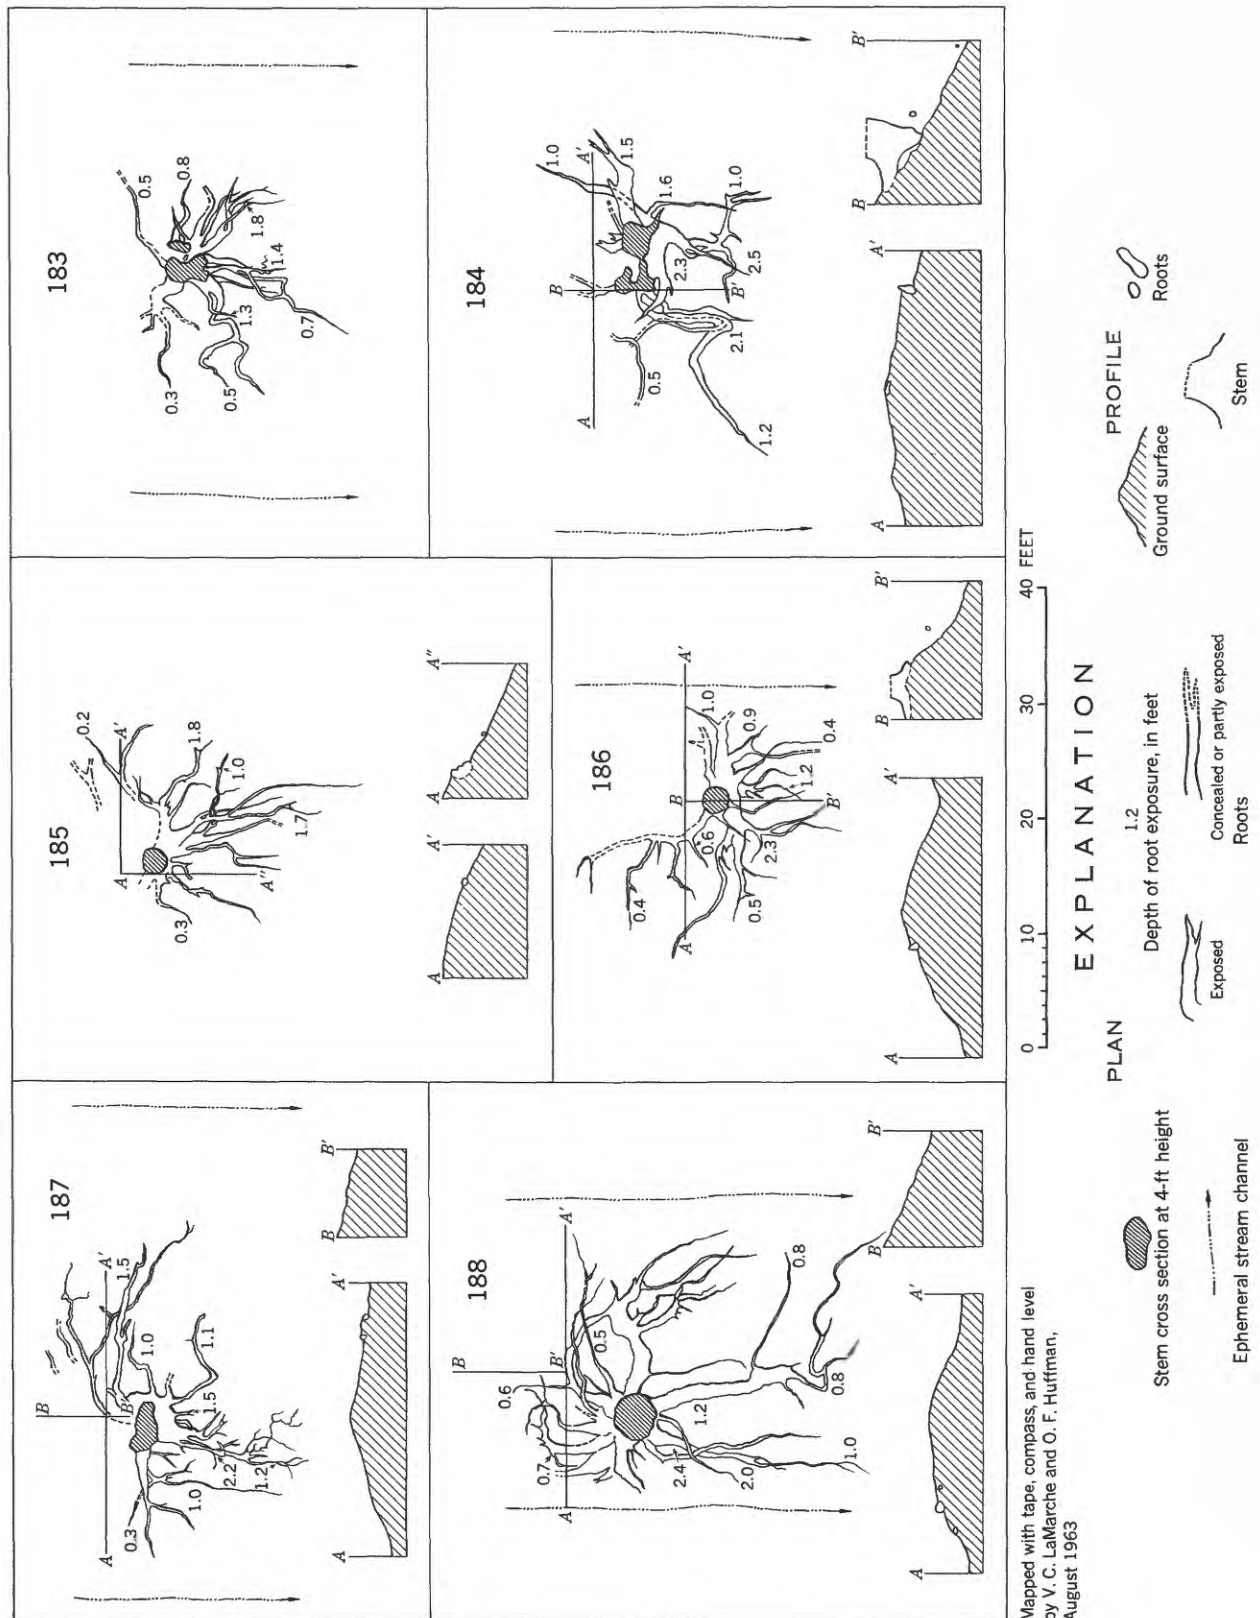 187
B
A
A'
B'
0.3
1.0
2.2
1.2
1.5
1.0
1.5
1.1
A
A'
B
B'
185
0.2
A
A'
0.3
A"
1.8
1.0
1.7
A
A'
A
A"
183
0.5
0.8
0.3
0.5
1.3
1.4
1.8
0.7
188
B
0.6
0.7
A
B'
A'
0.5
1.2
2.4
2.0
1.0
0.8
0.8
A
A'
B
B'
186
0.4
A
B
A'
1.0
0.6
0.5
2.3
0.9
1.2
B'
0.4
A
A'
B
B'
184
B
1.0
A
A'
1.5
0.5
1.6
2.3
2.1
B'
2.5
1.0
1.2
A
A'
B
B'
Mapped with tape, compass, and hand level
by V. C. LaMarche and O. F. Huffman,
August 1963
0 10 20 30 40 FEET
EXPLANATION
PLAN
PROFILE
Stem cross section at 4-ft height
Ephemeral stream channel
1.2
Depth of root exposure, in feet
Exposed
Concealed or partly exposed
Roots
Ground surface
Roots
Stem